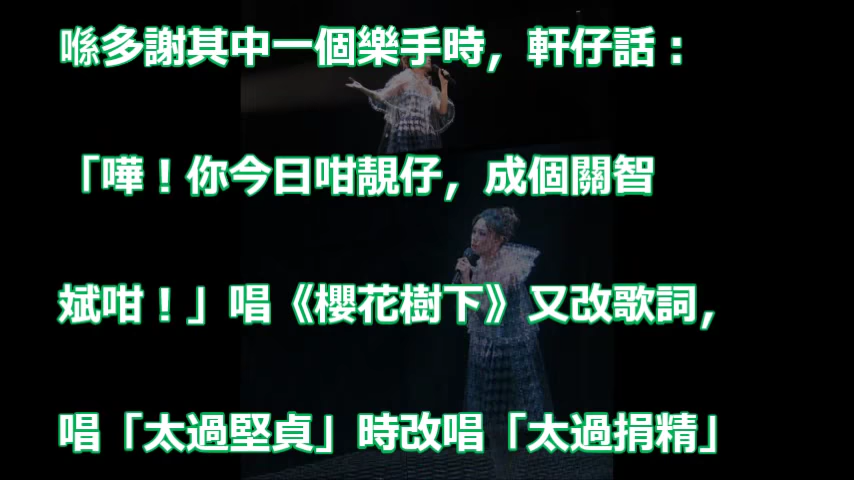 喺多謝其中一個樂手時，軒仔話：
「嘩！你今日咁靚仔，成個關智
斌咁！」唱《櫻花樹下》又改歌詞，
唱「太過堅貞」時改唱「太過捐精」